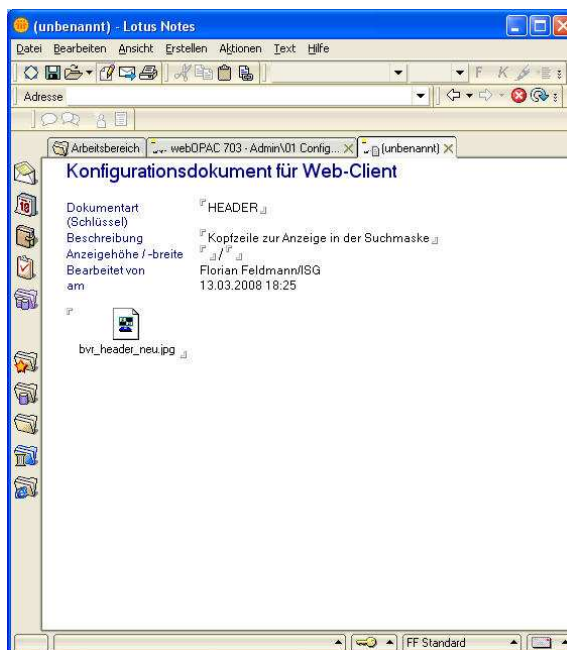 (unbenannt) - Lotus Notes
Datei Bearbeiten Ansicht Erstellen Aktionen Text Hilfe
F K
Adresse
Arbeitsbereich webOPAC 703 - Admin\01 Config... (unbenannt)
Konfigurationsdokument für Web-Client
Dokumentart HEADER
(Schlüssel)
Beschreibung Kopfzeile zur Anzeige in der Suchmaske
Anzeighöhe / -breite /
Bearbeitet von Florian Feldmann/ISG
am 13.03.2008 18:25
bvr_header_neu.jpg
FF Standard